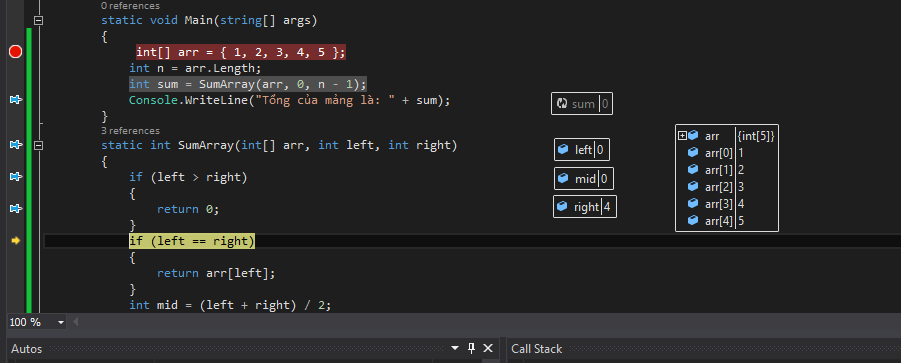 0 references
static void Main(string[] args)
{
int[] arr = { 1, 2, 3, 4, 5 };
int n = arr.Length;
int sum = SumArray(arr, 0, n - 1);
Console.WriteLine("Tổng của mảng là: " + sum);
sum 0
}
3 references
static int SumArray(int[] arr, int left, int right)
{
if (left > right)
{
return 0;
}
if (left == right)
{
return arr[left];
}
int mid = (left + right) / 2;
left 0
mid 0
right 4
arr {int[5]}
arr[0] 1
arr[1] 2
arr[2] 3
arr[3] 4
arr[4] 5
100 %
Autos
Call Stack